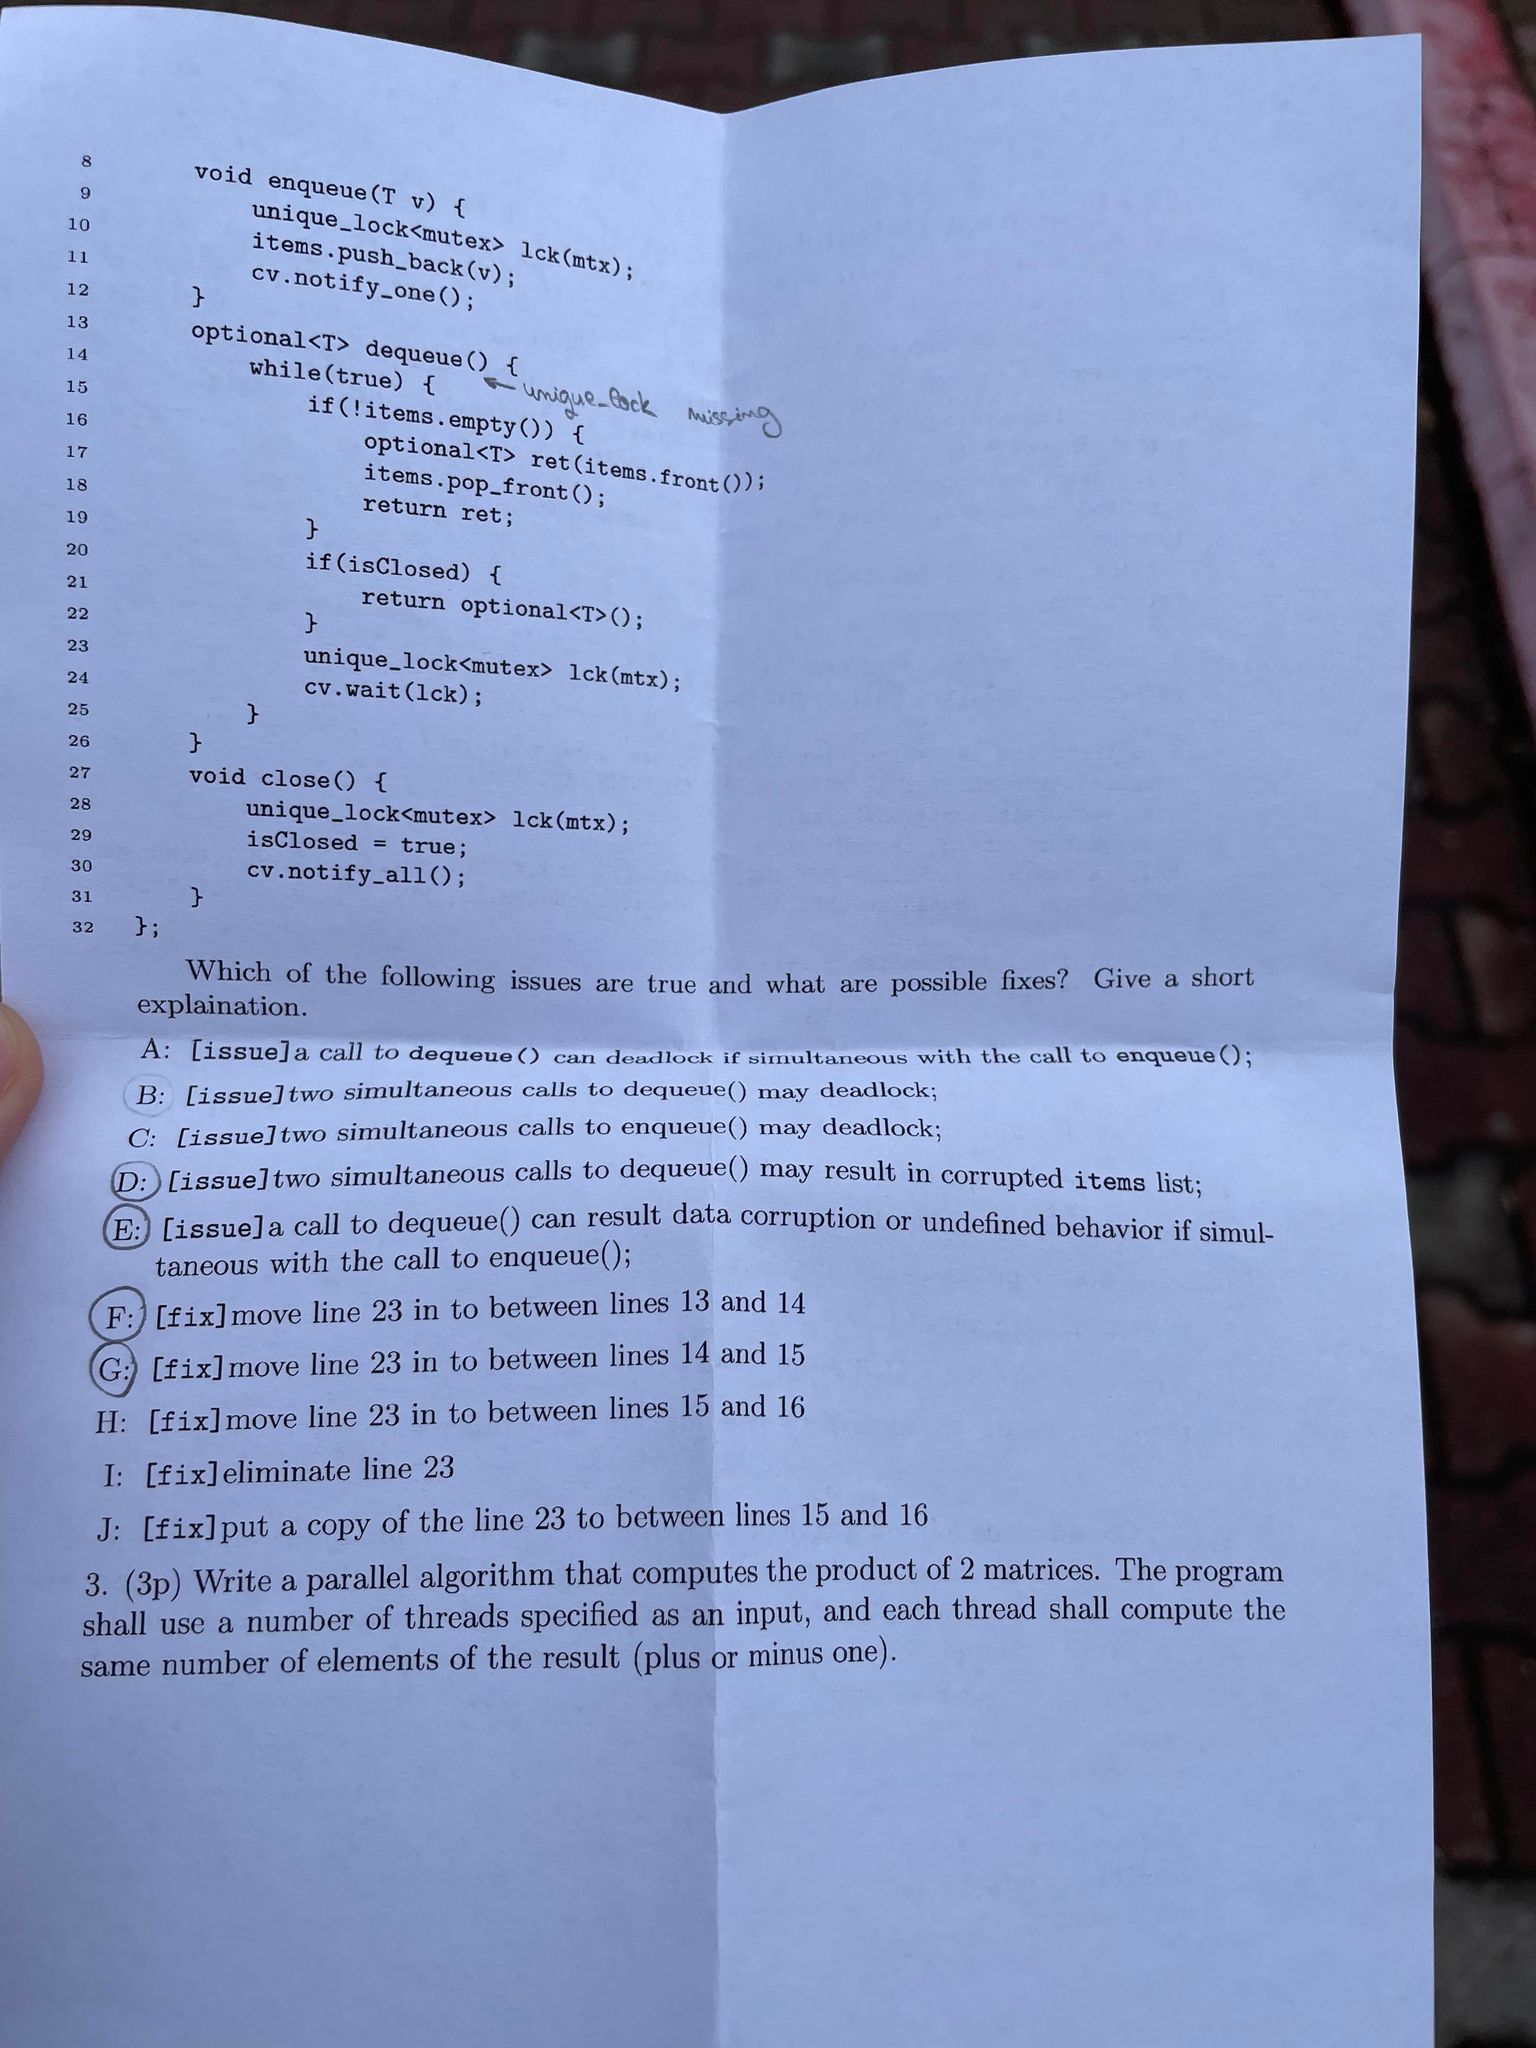 8 void enqueue(T v) {
9 unique_lock<mutex> lck(mtx);
10 items.push_back(v);
11 cv.notify_one();
12 }
13 optional<T> dequeue() {
14 while(true) { ← unique_lock missing
15 if(!items.empty()) {
16 optional<T> ret(items.front());
17 items.pop_front();
18 return ret;
19 }
20 if(isClosed) {
21 return optional<T>();
22 }
23 unique_lock<mutex> lck(mtx);
24 cv.wait(lck);
25 }
26 }
27 void close() {
28 unique_lock<mutex> lck(mtx);
29 isClosed = true;
30 cv.notify_all();
31 }
32 };
Which of the following issues are true and what are possible fixes? Give a short
explaination.
A: [issue]a call to dequeue() can deadlock if simultaneous with the call to enqueue();
B: [issue]two simultaneous calls to dequeue() may deadlock;
C: [issue]two simultaneous calls to enqueue() may deadlock;
D: [issue]two simultaneous calls to dequeue() may result in corrupted items list;
E: [issue]a call to dequeue() can result data corruption or undefined behavior if simul-
taneous with the call to enqueue();
F: [fix]move line 23 in to between lines 13 and 14
G: [fix]move line 23 in to between lines 14 and 15
H: [fix]move line 23 in to between lines 15 and 16
I: [fix]eliminate line 23
J: [fix]put a copy of the line 23 to between lines 15 and 16
3. (3p) Write a parallel algorithm that computes the product of 2 matrices. The program
shall use a number of threads specified as an input, and each thread shall compute the
same number of elements of the result (plus or minus one).